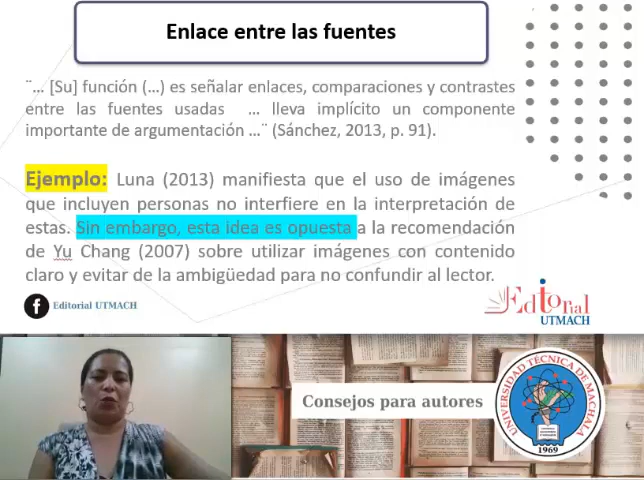 Enlace entre las fuentes
¨... [Su] función (...) es señalar enlaces, comparaciones y contrastes
entre las fuentes usadas ... lleva implícito un componente
importante de argumentación ...¨ (Sánchez, 2013, p. 91).
Ejemplo: Luna (2013) manifiesta que el uso de imágenes
que incluyen personas no interfiere en la interpretación de
estas. Sin embargo, esta idea es opuesta a la recomendación
de Yu Chang (2007) sobre utilizar imágenes con contenido
claro y evitar de la ambigüedad para no confundir al lector.
f Editorial UTMACH
Editorial
UTMACH
Consejos para autores
UNIVERSIDAD TÉCNICA DE MACHALA
1969